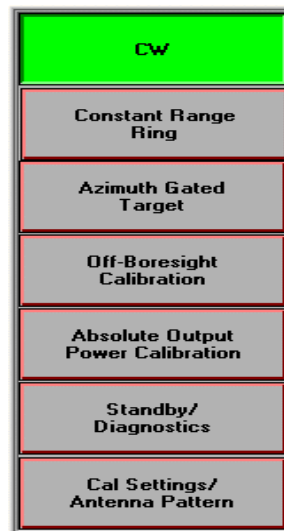 CW
Constant Range
Ring
Azimuth Gated
Target
Off-Boresight
Calibration
Absolute Output
Power Calibration
Standby/
Diagnostics
Cal Settings/
Antenna Pattern